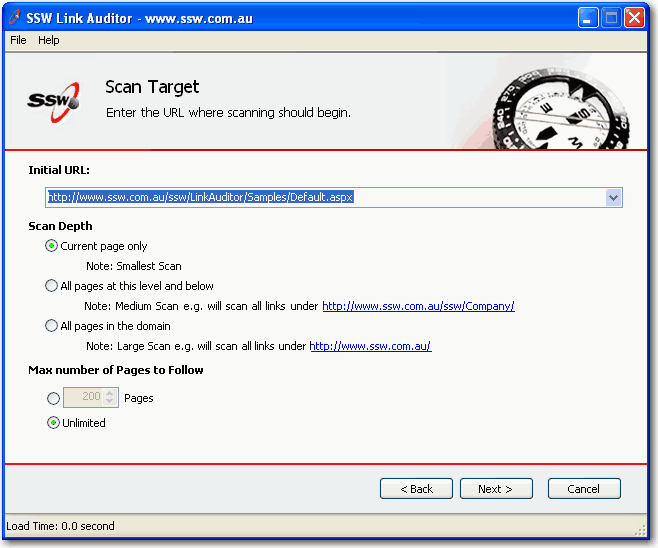 SSW Link Auditor - www.ssw.com.au
File Help
SSW
Scan Target
Enter the URL where scanning should begin.
Initial URL:
http://www.ssw.com.au/ssw/LinkAuditor/Samples/Default.aspx
Scan Depth
Current page only
Note: Smallest Scan
All pages at this level and below
Note: Medium Scan e.g. will scan all links under http://www.ssw.com.au/ssw/Company/
All pages in the domain
Note: Large Scan e.g. will scan all links under http://www.ssw.com.au/
Max number of Pages to Follow
200 Pages
Unlimited
< Back Next > Cancel
Load Time: 0.0 second